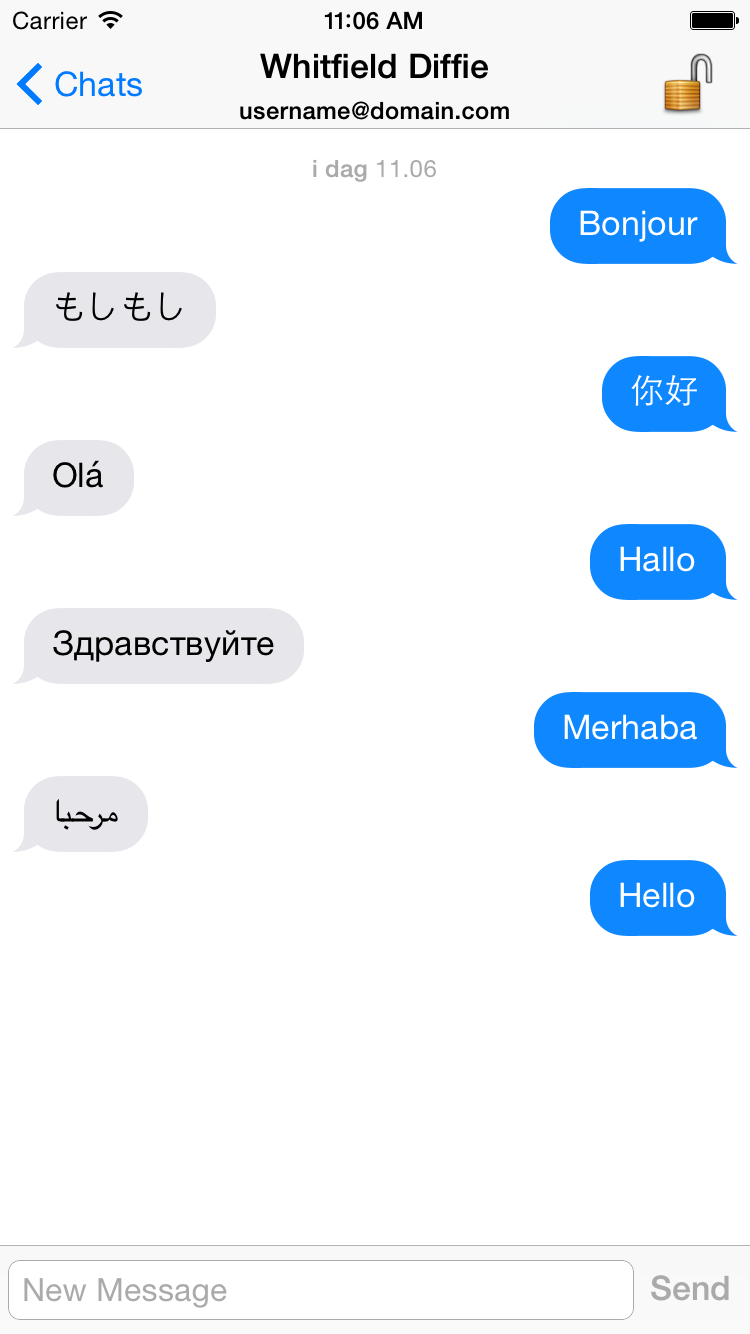 Carrier 11:06 AM
Whitfield Diffie
Chats
username@domain.com
i dag 11.06
Bonjour
もしもし
你好
Olá
Hallo
Здравствуйте
Merhaba
مرحبا
Hello
New Message Send